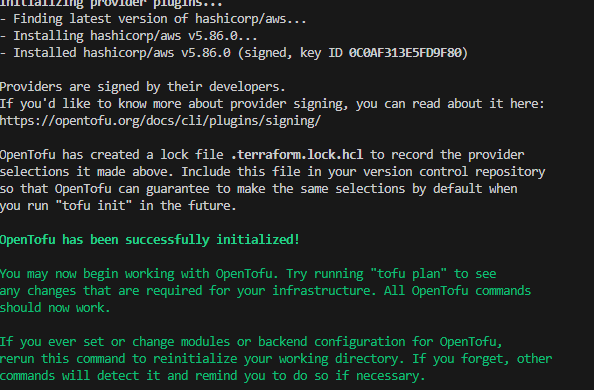 Initializing provider plugins...
- Finding latest version of hashicorp/aws...
- Installing hashicorp/aws v5.86.0...
- Installed hashicorp/aws v5.86.0 (signed, key ID 0C0AF313E5FD9F80)
Providers are signed by their developers.
If you'd like to know more about provider signing, you can read about it here:
https://opentofu.org/docs/cli/plugins/signing/
OpenTofu has created a lock file .terraform.lock.hcl to record the provider
selections it made above. Include this file in your version control repository
so that OpenTofu can guarantee to make the same selections by default when
you run "tofu init" in the future.
OpenTofu has been successfully initialized!
You may now begin working with OpenTofu. Try running "tofu plan" to see
any changes that are required for your infrastructure. All OpenTofu commands
should now work.
If you ever set or change modules or backend configuration for OpenTofu,
rerun this command to reinitialize your working directory. If you forget, other
commands will detect it and remind you to do so if necessary.